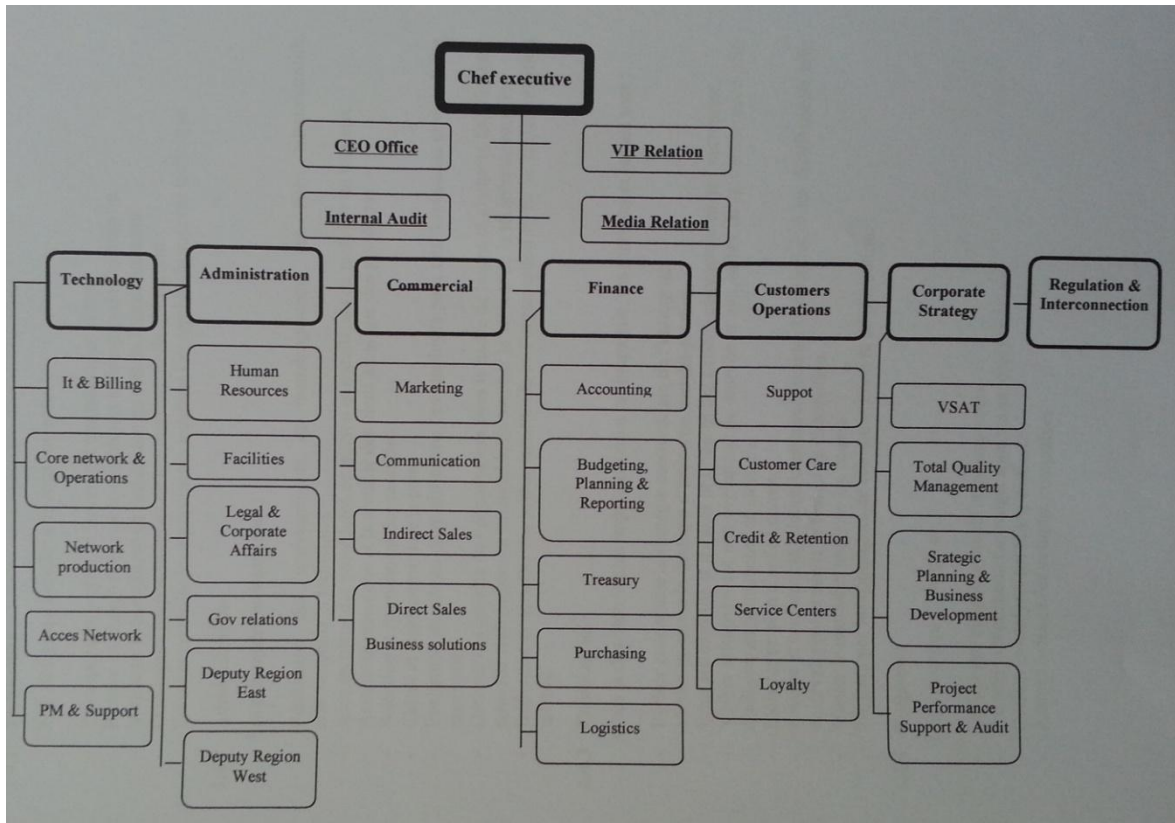 Chef executive
CEO Office
VIP Relation
Internal Audit
Media Relation
Technology
Administration
Commercial
Finance
Customers
Operations
Corporate
Strategy
Regulation &
Interconnection
It & Billing
Core network &
Operations
Network
production
Acces Network
PM & Support
Human
Resources
Facilities
Legal &
Corporate
Affairs
Gov relations
Deputy Region
East
Deputy Region
West
Marketing
Communication
Indirect Sales
Direct Sales
Business solutions
Accounting
Budgeting,
Planning &
Reporting
Treasury
Purchasing
Logistics
Suppot
Customer Care
Credit & Retention
Service Centers
Loyalty
VSAT
Total Quality
Management
Srategic
Planning &
Business
Development
Project
Performance
Support & Audit